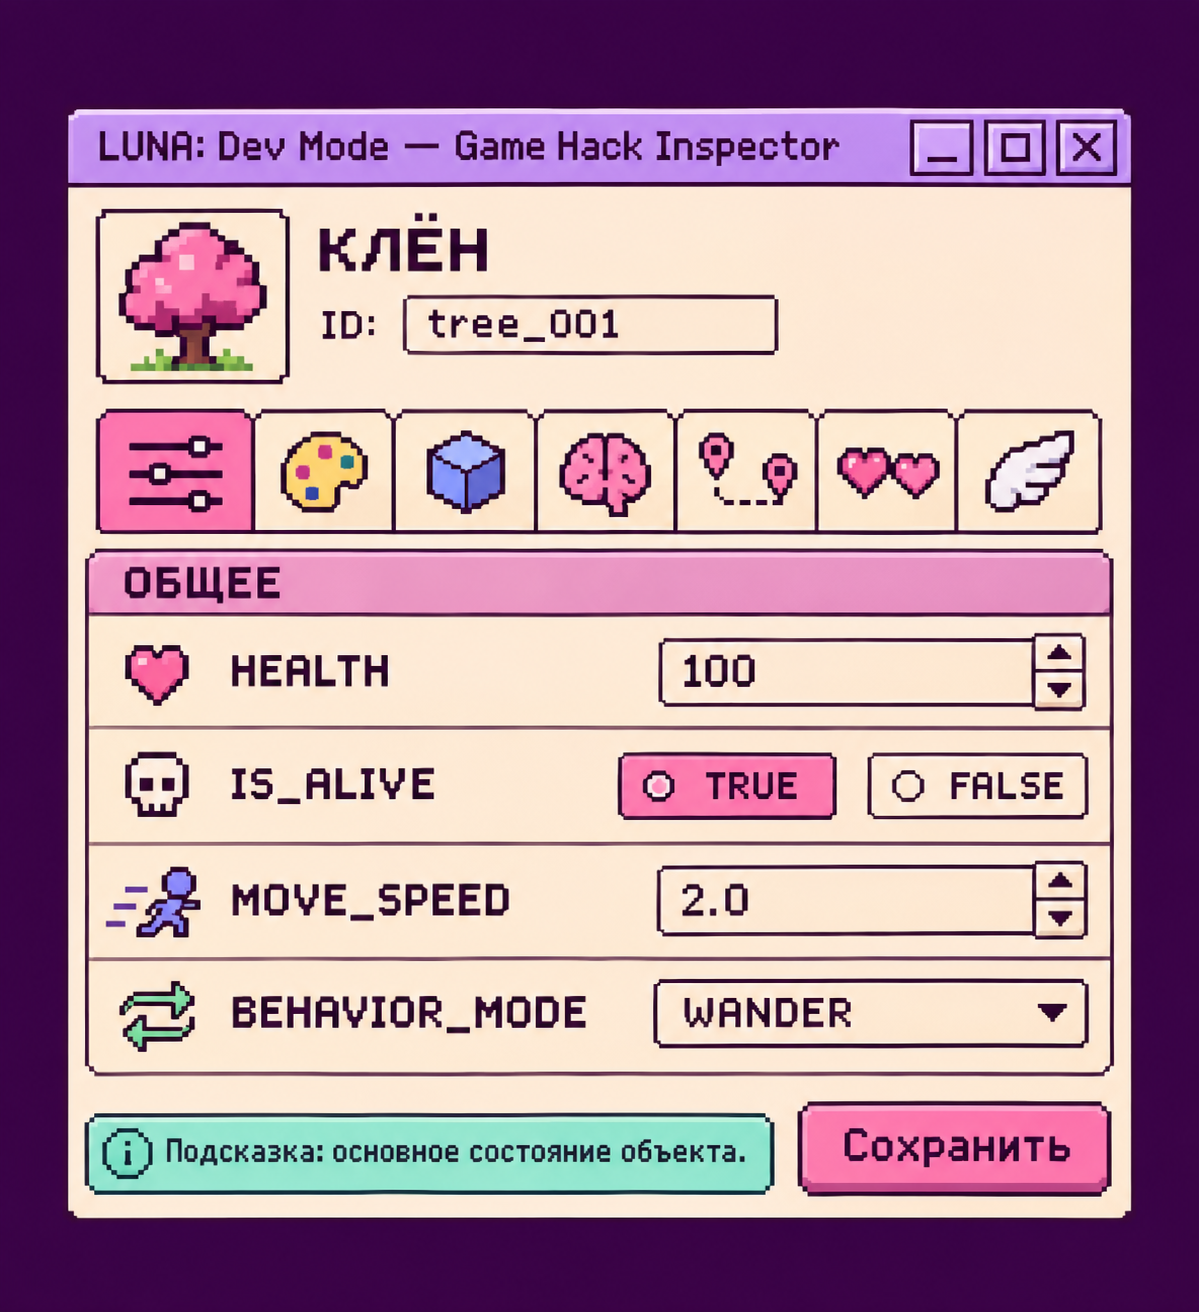 LUNA: Dev Mode — Game Hack Inspector
КЛЁН
ID: tree_001
ОБЩЕЕ
HEALTH 100
IS_ALIVE TRUE FALSE
MOVE_SPEED 2.0
BEHAVIOR_MODE WANDER
Подсказка: основное состояние объекта.
Сохранить